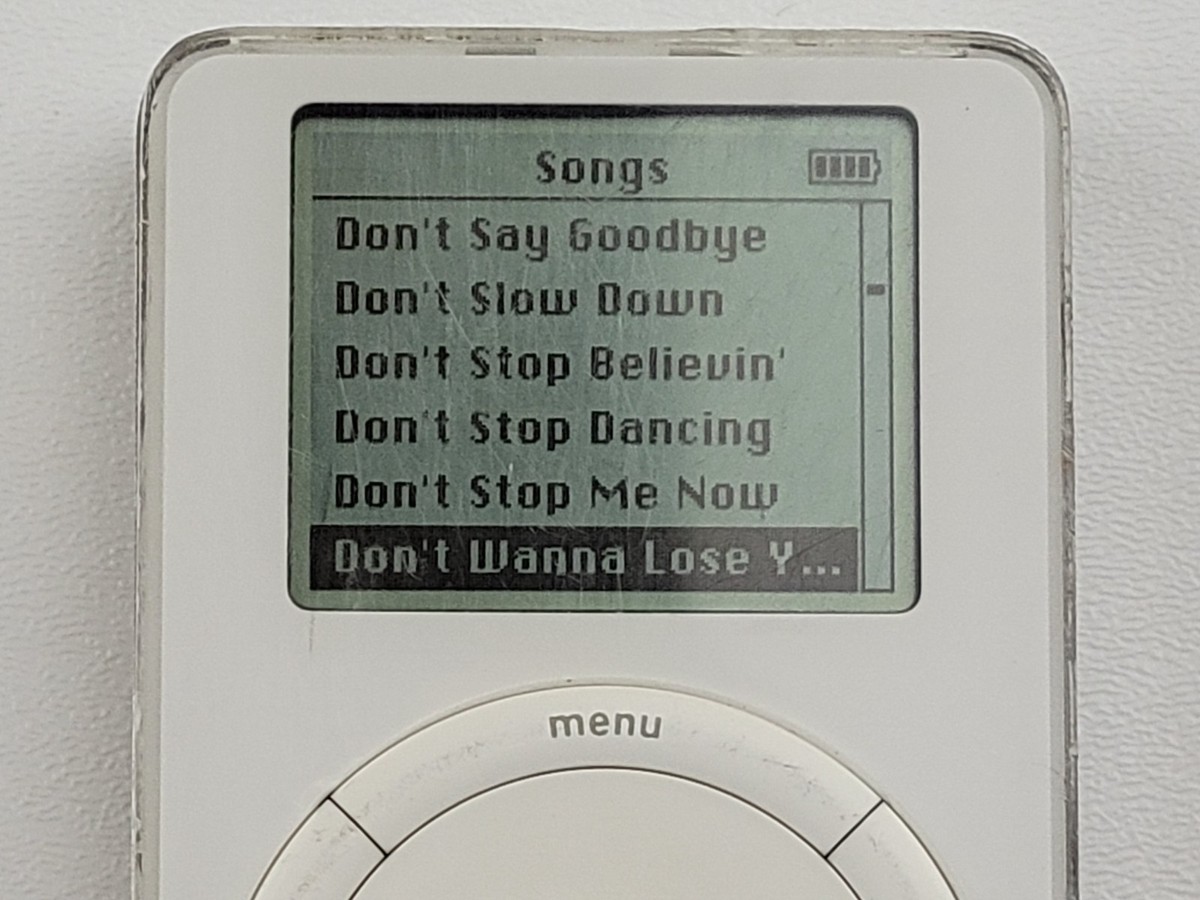 Songs
Don't Say Goodbye
Don't Slow Down
Don't Stop Believin'
Don't Stop Dancing
Don't Stop Me Now
Don't Wanna Lose Y...
menu